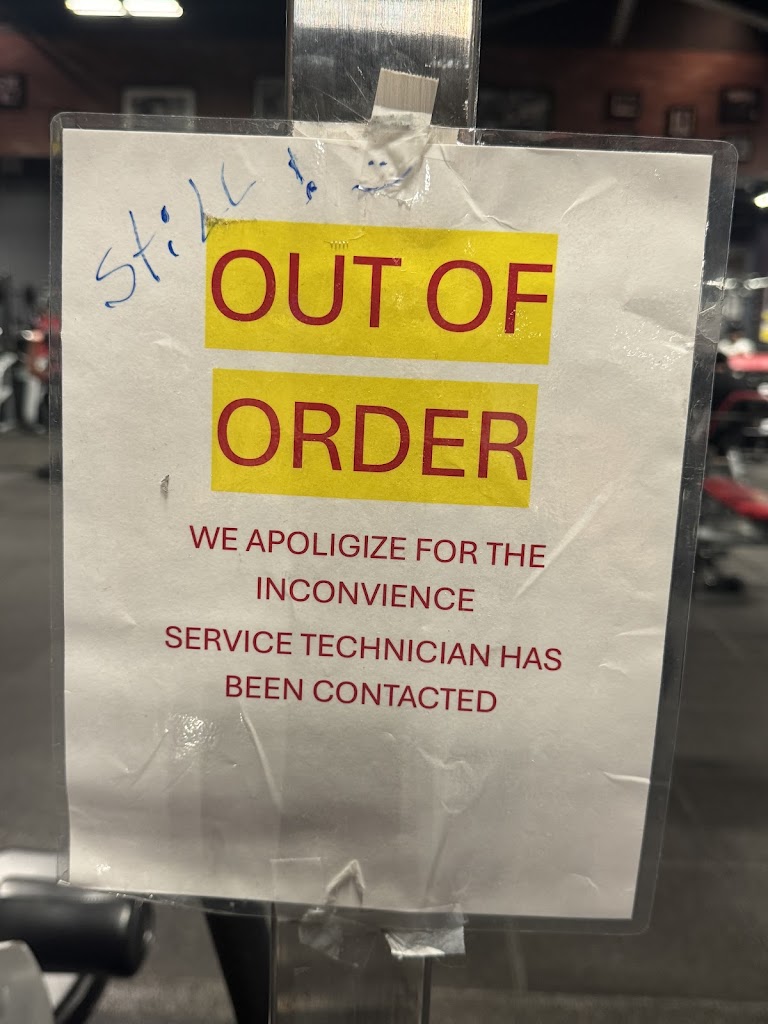 Still
OUT OF
ORDER
WE APOLIGIZE FOR THE
INCONVIENCE
SERVICE TECHNICIAN HAS
BEEN CONTACTED